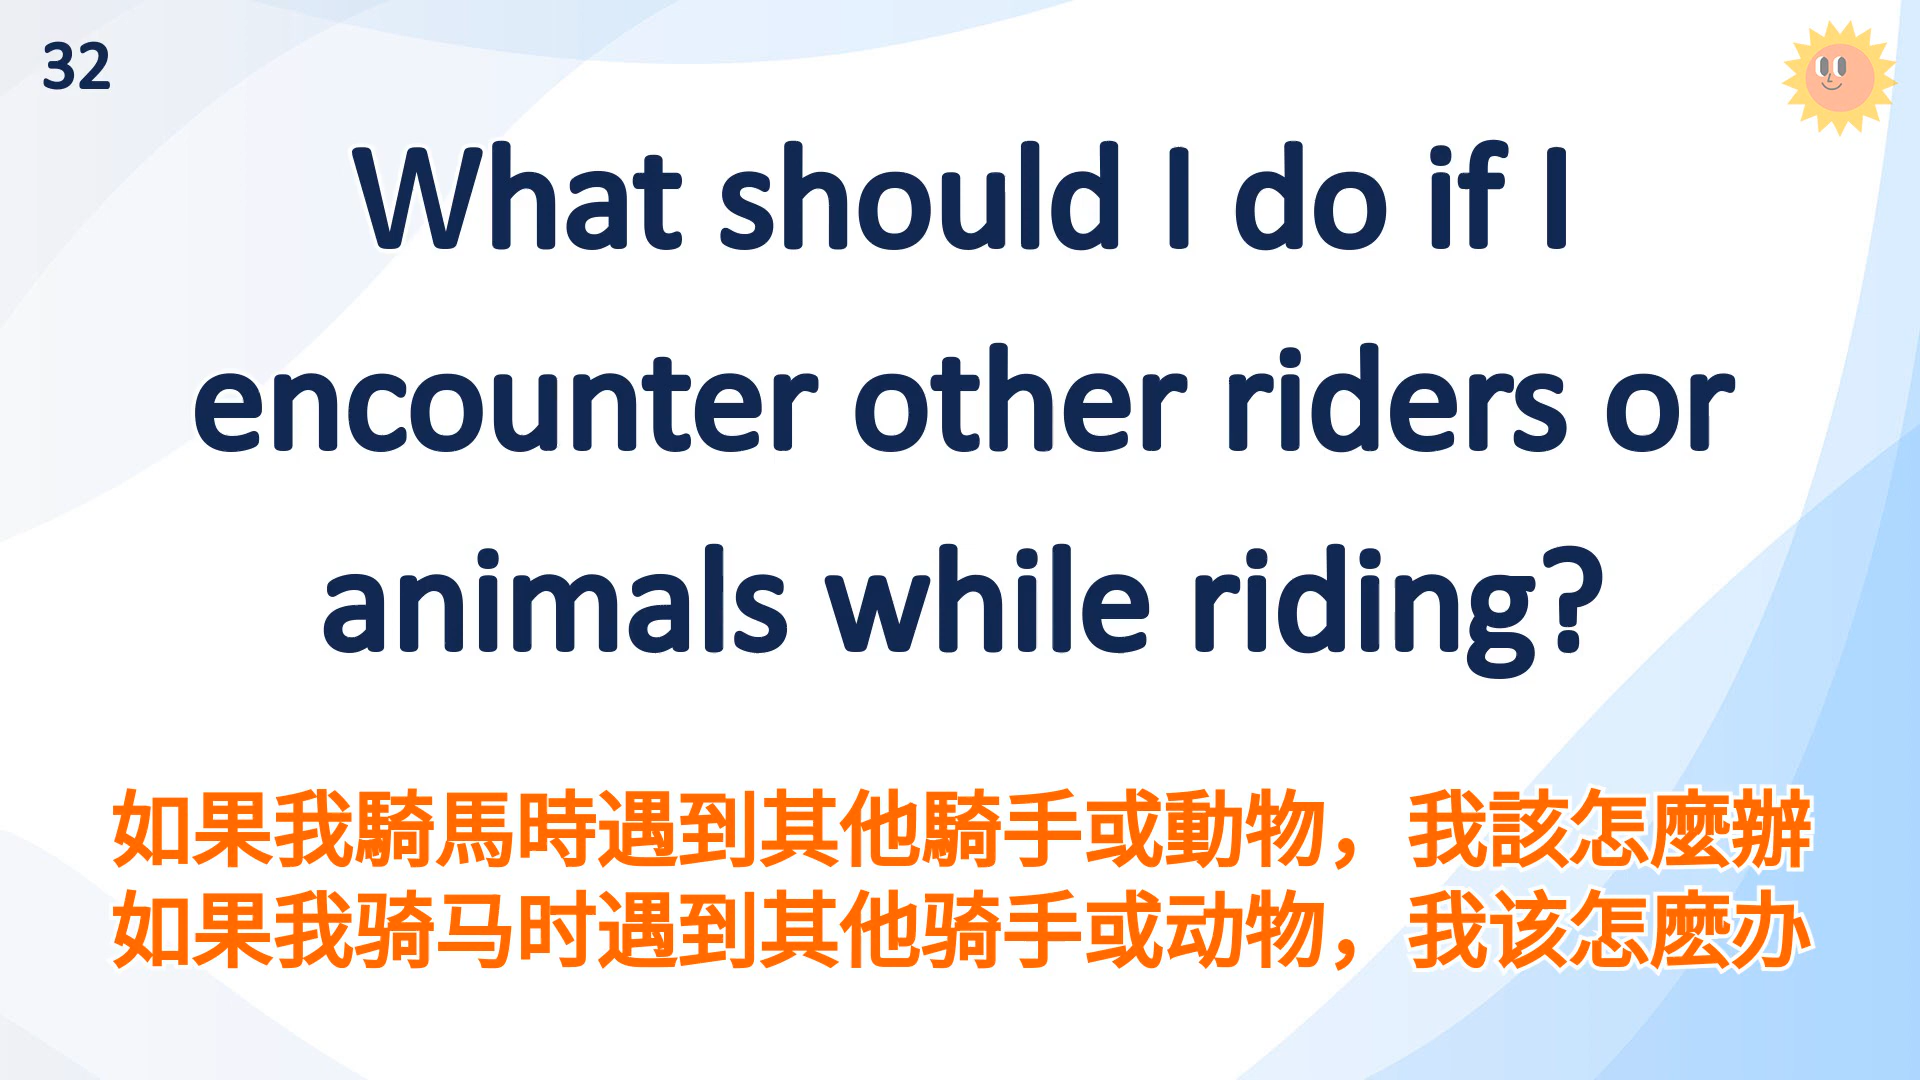 32
What should I do if I
encounter other riders or
animals while riding?
如果我騎馬時遇到其他騎手或動物，我該怎麼辦
如果我骑马时遇到其他骑手或动物，我该怎麽办